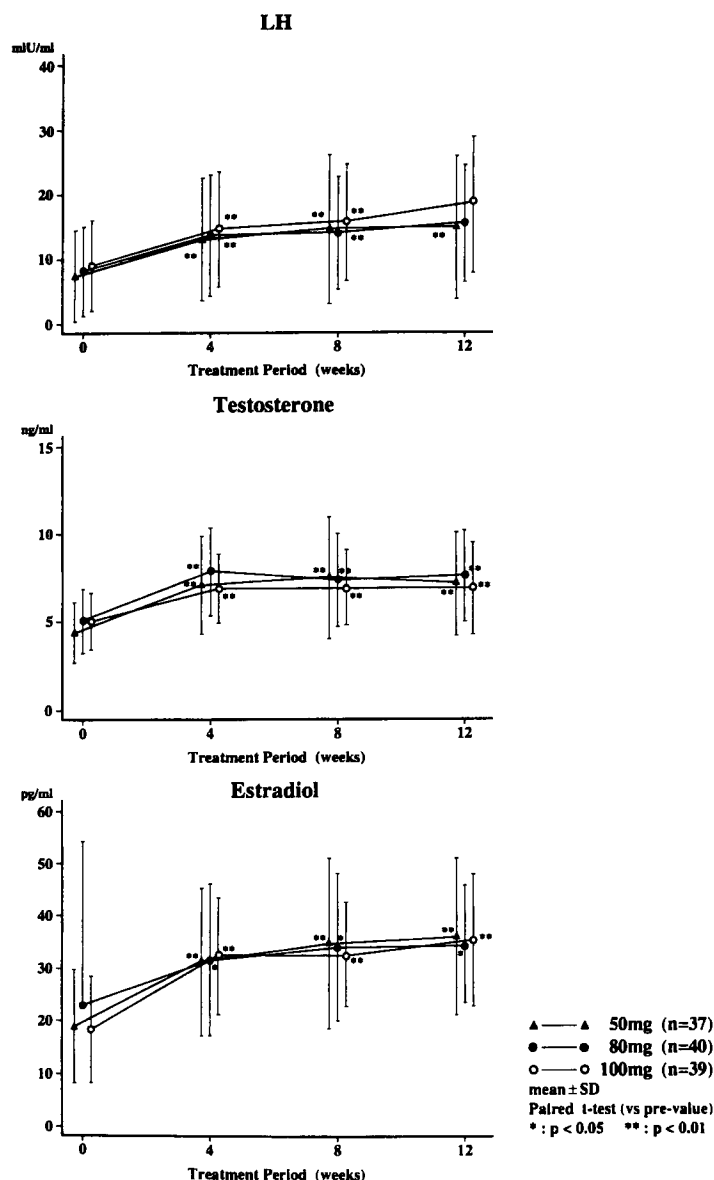 LH
mIU/ml
40
30
20
10
0
** ** ** ** ** ** **
0 4 8 12
Treatment Period (weeks)
Testosterone
ng/ml
15
10
5
0
** ** ** ** ** ** ** ** **
0 4 8 12
Treatment Period (weeks)
Estradiol
pg/ml
60
50
40
30
20
10
0
** * ** ** * ** ** * **
0 4 8 12
Treatment Period (weeks)
50mg (n=37)
80mg (n=40)
100mg (n=39)
mean ± SD
Paired t-test (vs pre-value)
* : p < 0.05 ** : p < 0.01